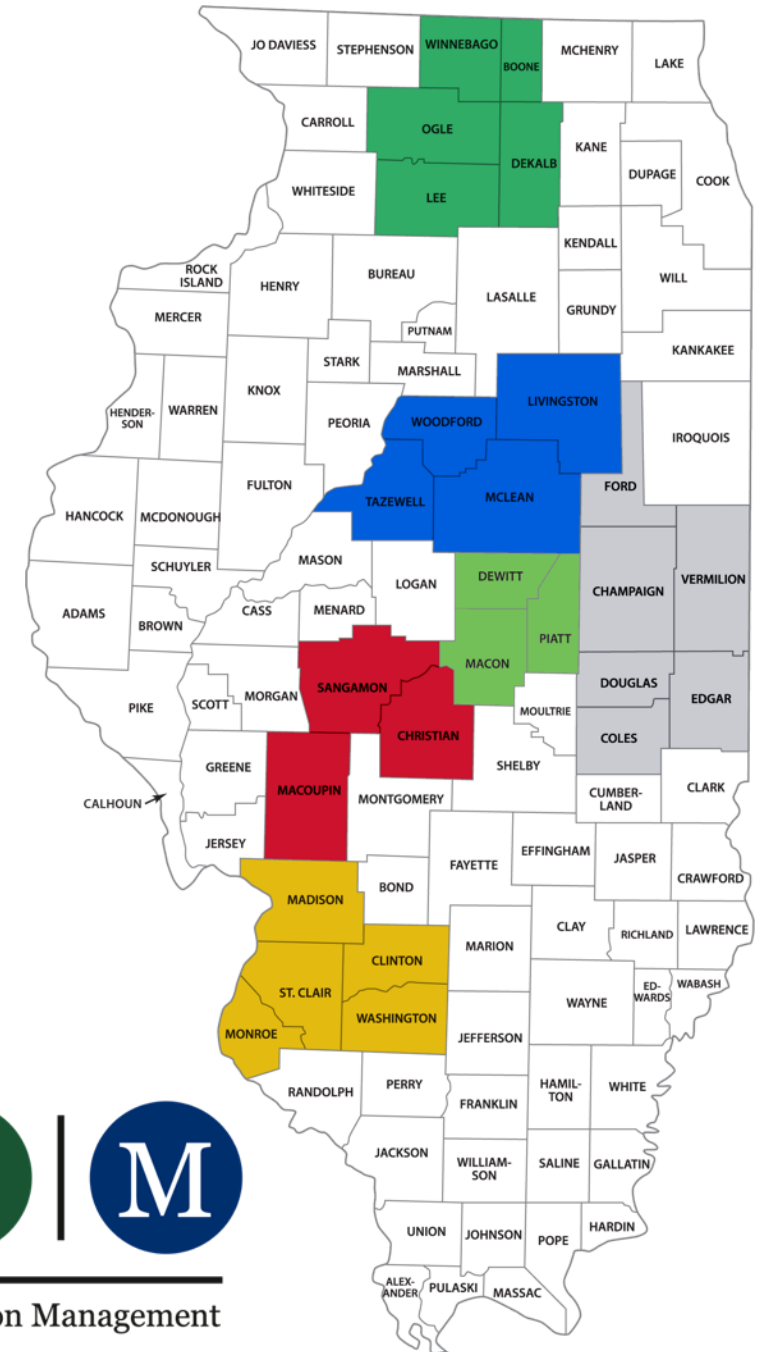 JO DAVIESS
STEPHENSON
WINNEBAGO
BOONE
MCHENRY
LAKE
CARROLL
OGLE
DEKALB
KANE
DUPAGE
COOK
WHITESIDE
LEE
KENDALL
ROCK
ISLAND
HENRY
BUREAU
LASALLE
GRUNDY
WILL
MERCER
PUTNAM
STARK
MARSHALL
KANKAKEE
HENDER-
SON
WARREN
KNOX
PEORIA
WOODFORD
LIVINGSTON
IROQUOIS
HANCOCK
MCDONOUGH
FULTON
TAZEWELL
MCLEAN
FORD
SCHUYLER
MASON
LOGAN
DEWITT
CHAMPAIGN
VERMILION
ADAMS
BROWN
CASS
MENARD
MACON
PIATT
PIKE
SCOTT
MORGAN
SANGAMON
CHRISTIAN
MOULTRIE
DOUGLAS
EDGAR
COLES
GREENE
MACOUPIN
MONTGOMERY
SHELBY
CUMBER-
LAND
CLARK
CALHOUN
JERSEY
FAYETTE
EFFINGHAM
JASPER
CRAWFORD
MADISON
BOND
CLAY
RICHLAND
LAWRENCE
MARION
CLINTON
ST. CLAIR
WASHINGTON
MONROE
WAYNE
ED-
WARDS
WABASH
JEFFERSON
RANDOLPH
PERRY
FRANKLIN
HAMIL-
TON
WHITE
JACKSON
WILLIAM-
SON
SALINE
GALLATIN
UNION
JOHNSON
POPE
HARDIN
ALEX-
ANDER
PULASKI
MASSAC
M
on Management